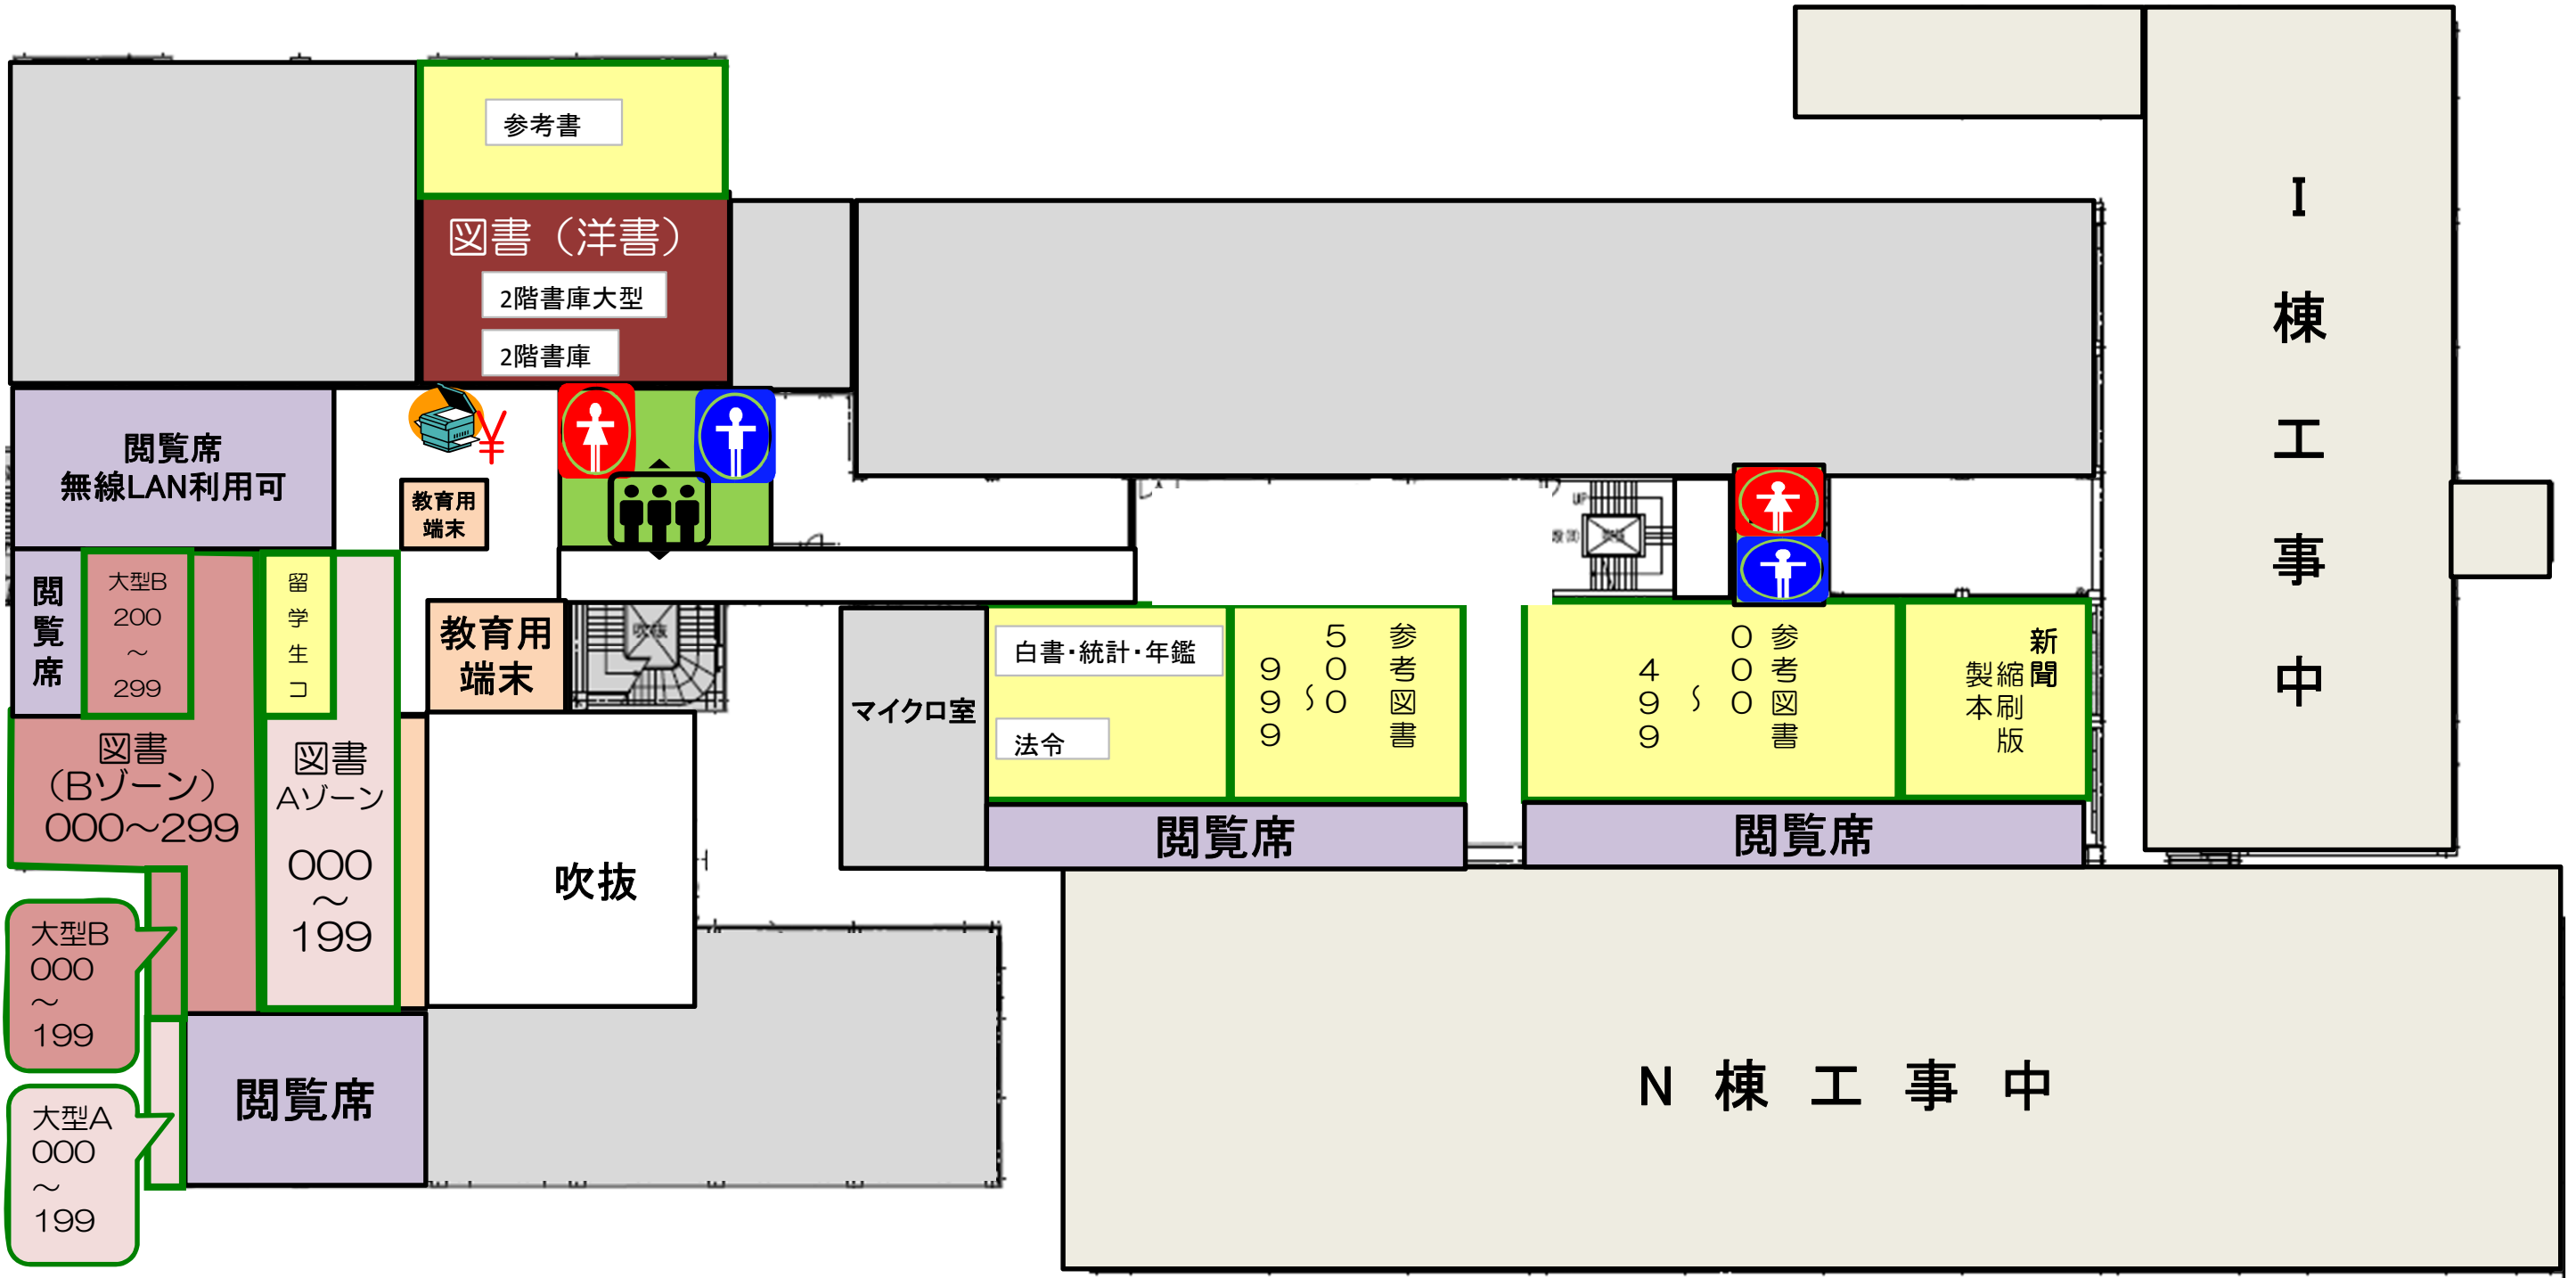 参考書
図書（洋書）
2階書庫大型
2階書庫
閲覧席
無線LAN利用可
¥
教育用
端末
閲覧席
大型B
200
～
299
留学生コ
教育用
端末
吹抜
図書
（Bゾーン）
000～299
図書
Aゾーン
000
～
199
吹抜
大型B
000
～
199
大型A
000
～
199
閲覧席
マイクロ室
白書・統計・年鑑
法令
参考図書
500
～
999
閲覧席
UP
参考図書
000
～
499
新聞
縮刷版
製本
閲覧席
I棟工事中
N棟工事中